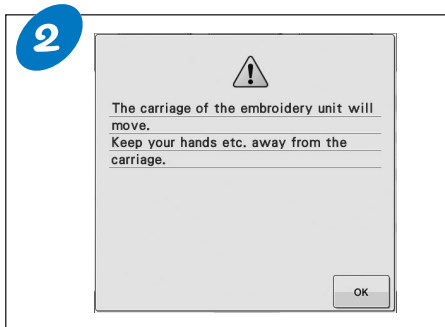 2
The carriage of the embroidery unit will
move.
Keep your hands etc. away from the
carriage.
OK